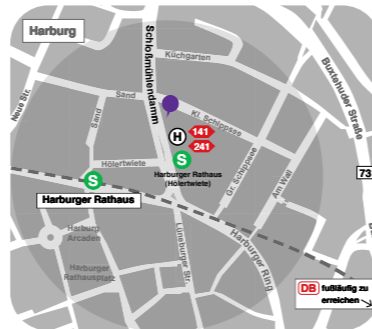 Harburg
Neue Str.
Schloßmühlendamm
Küchgarten
Buxtehuder Straße
Sand
Kl. Schippsee
Sand
H
141
241
S
Harburger Rathaus
(Hölertwiete)
Hölertwiete
S
Harburger Rathaus
Gr. Schippsee
Am Wall
73
Harburg
Arcaden
Lüneburger Str.
Harburger Ring
Harburger
Rathausplatz
DB fußläufig zu
erreichen